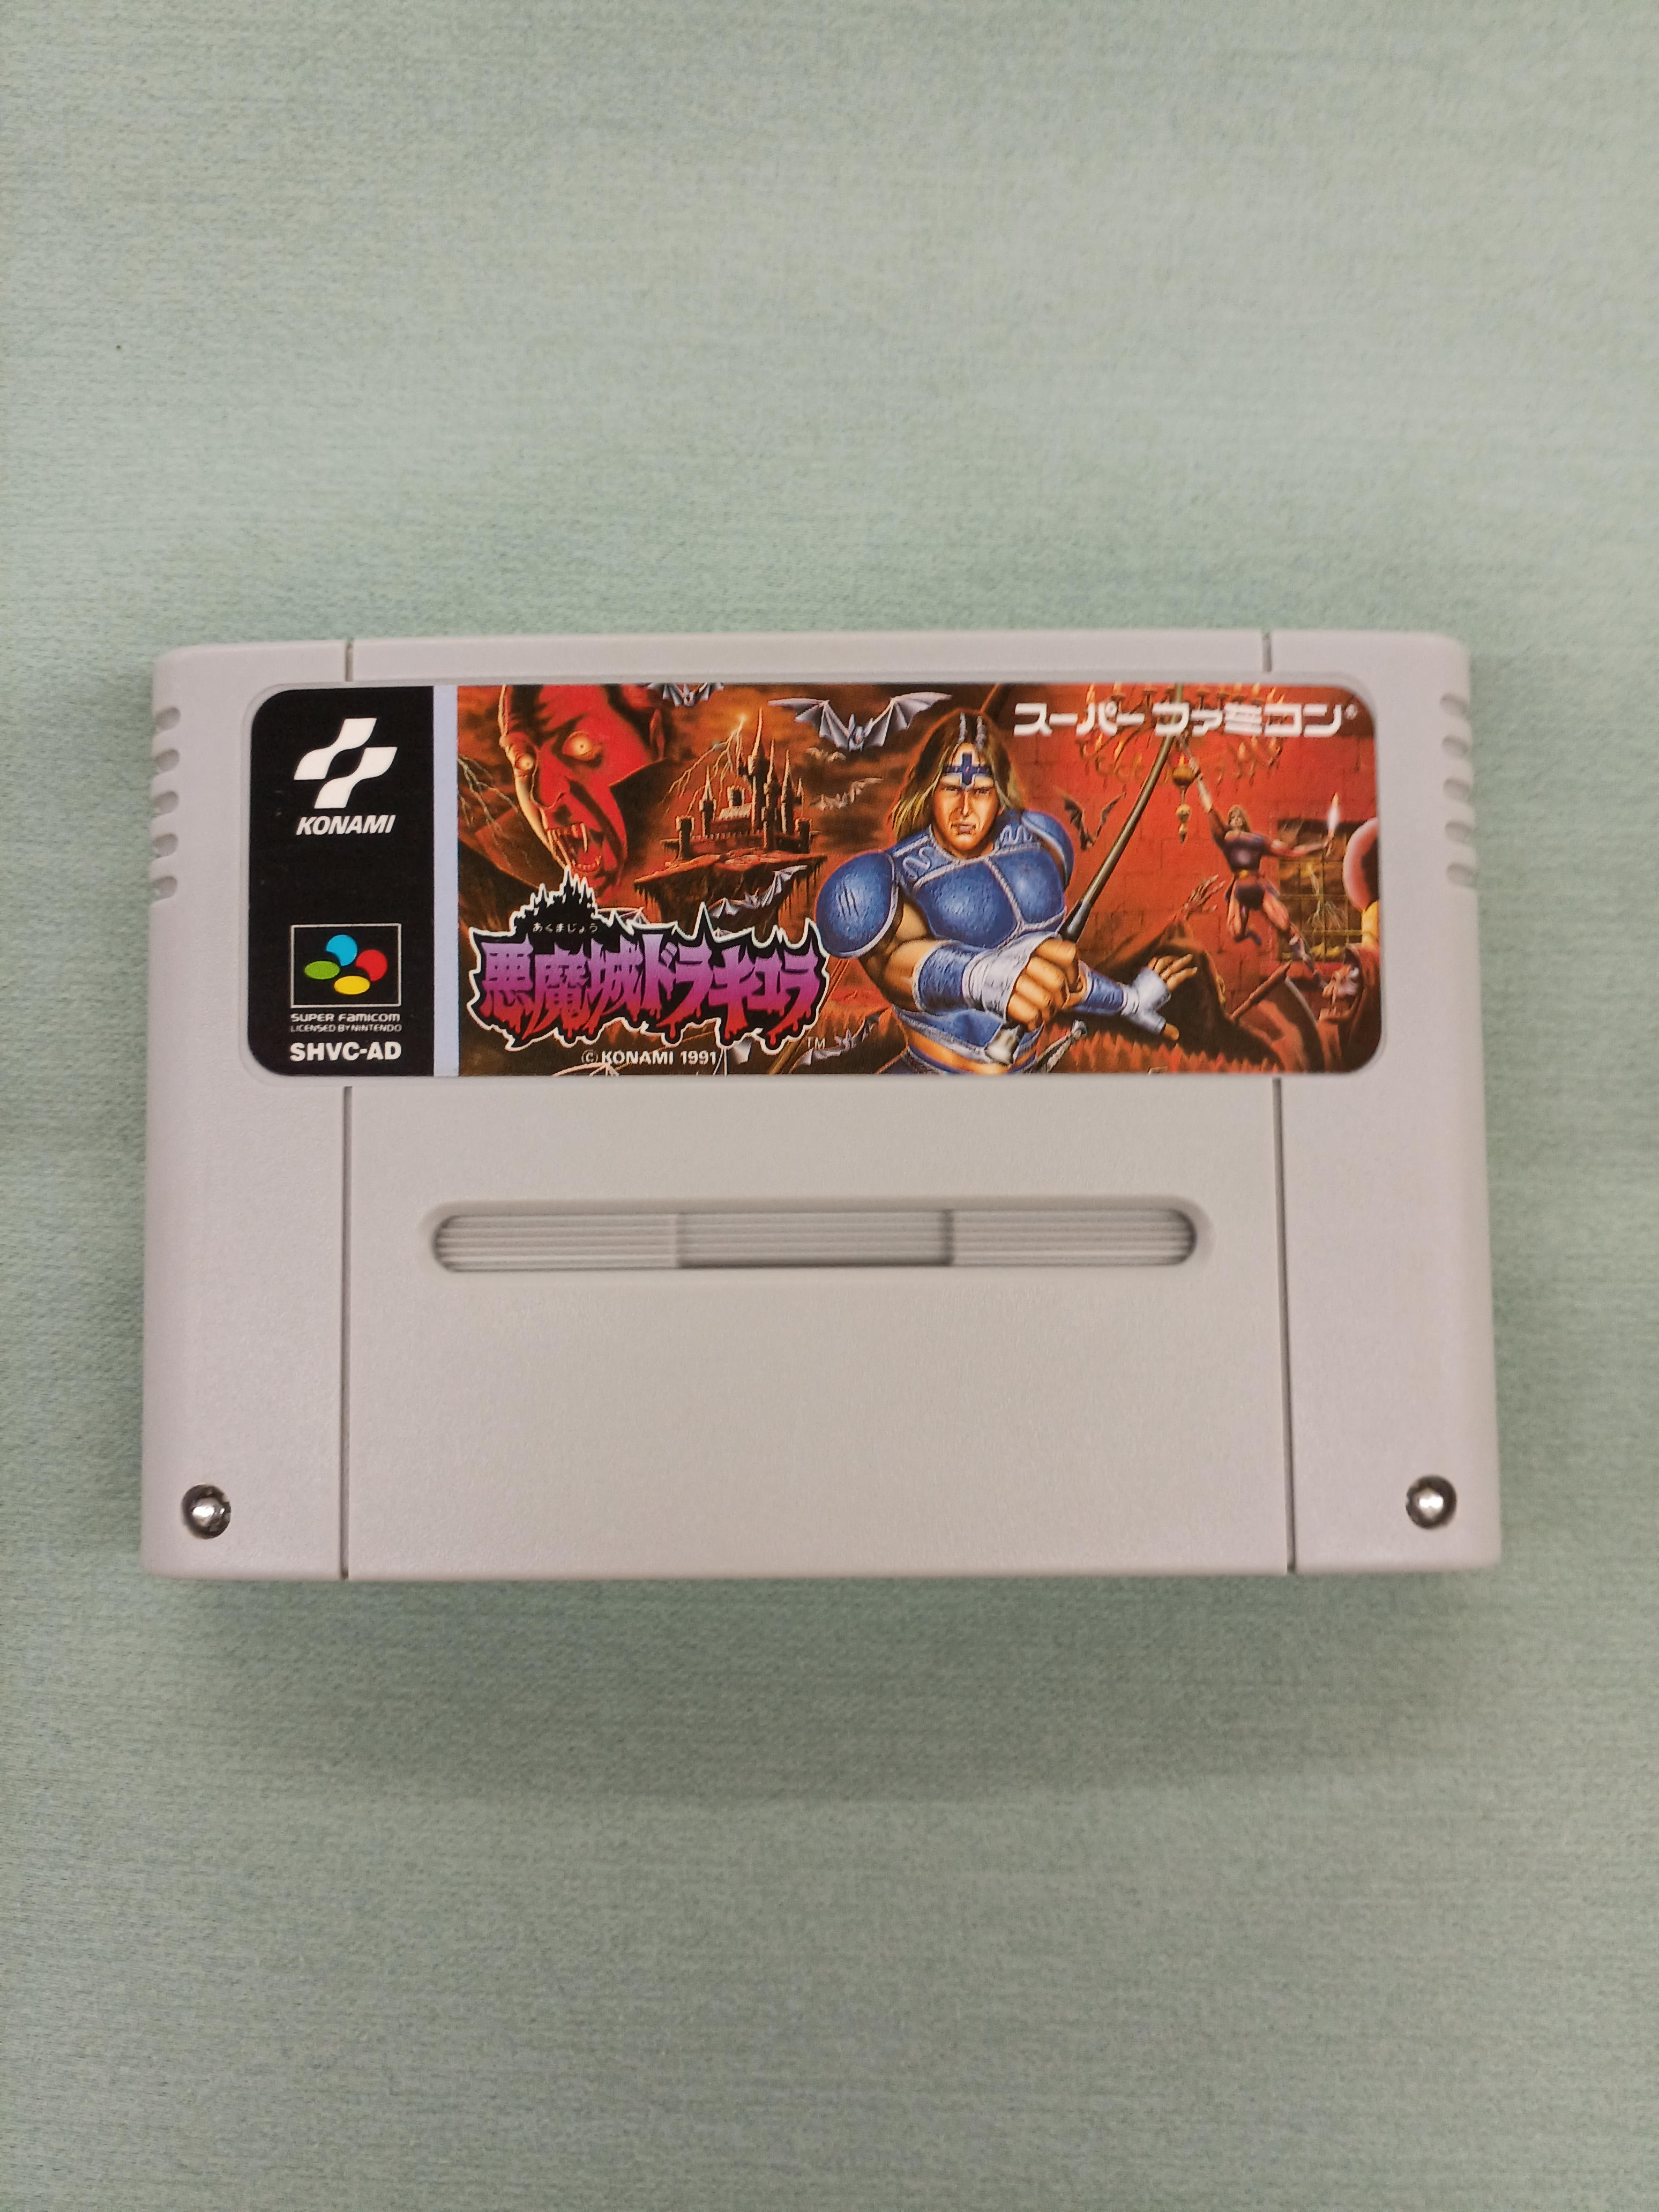 KONAMI
SUPER FAMICOM
LICENSED BY NINTENDO
SHVC-AD
スーパーファミコン®
あくまじょう
悪魔城ドラキュラ
TM
© KONAMI 1991